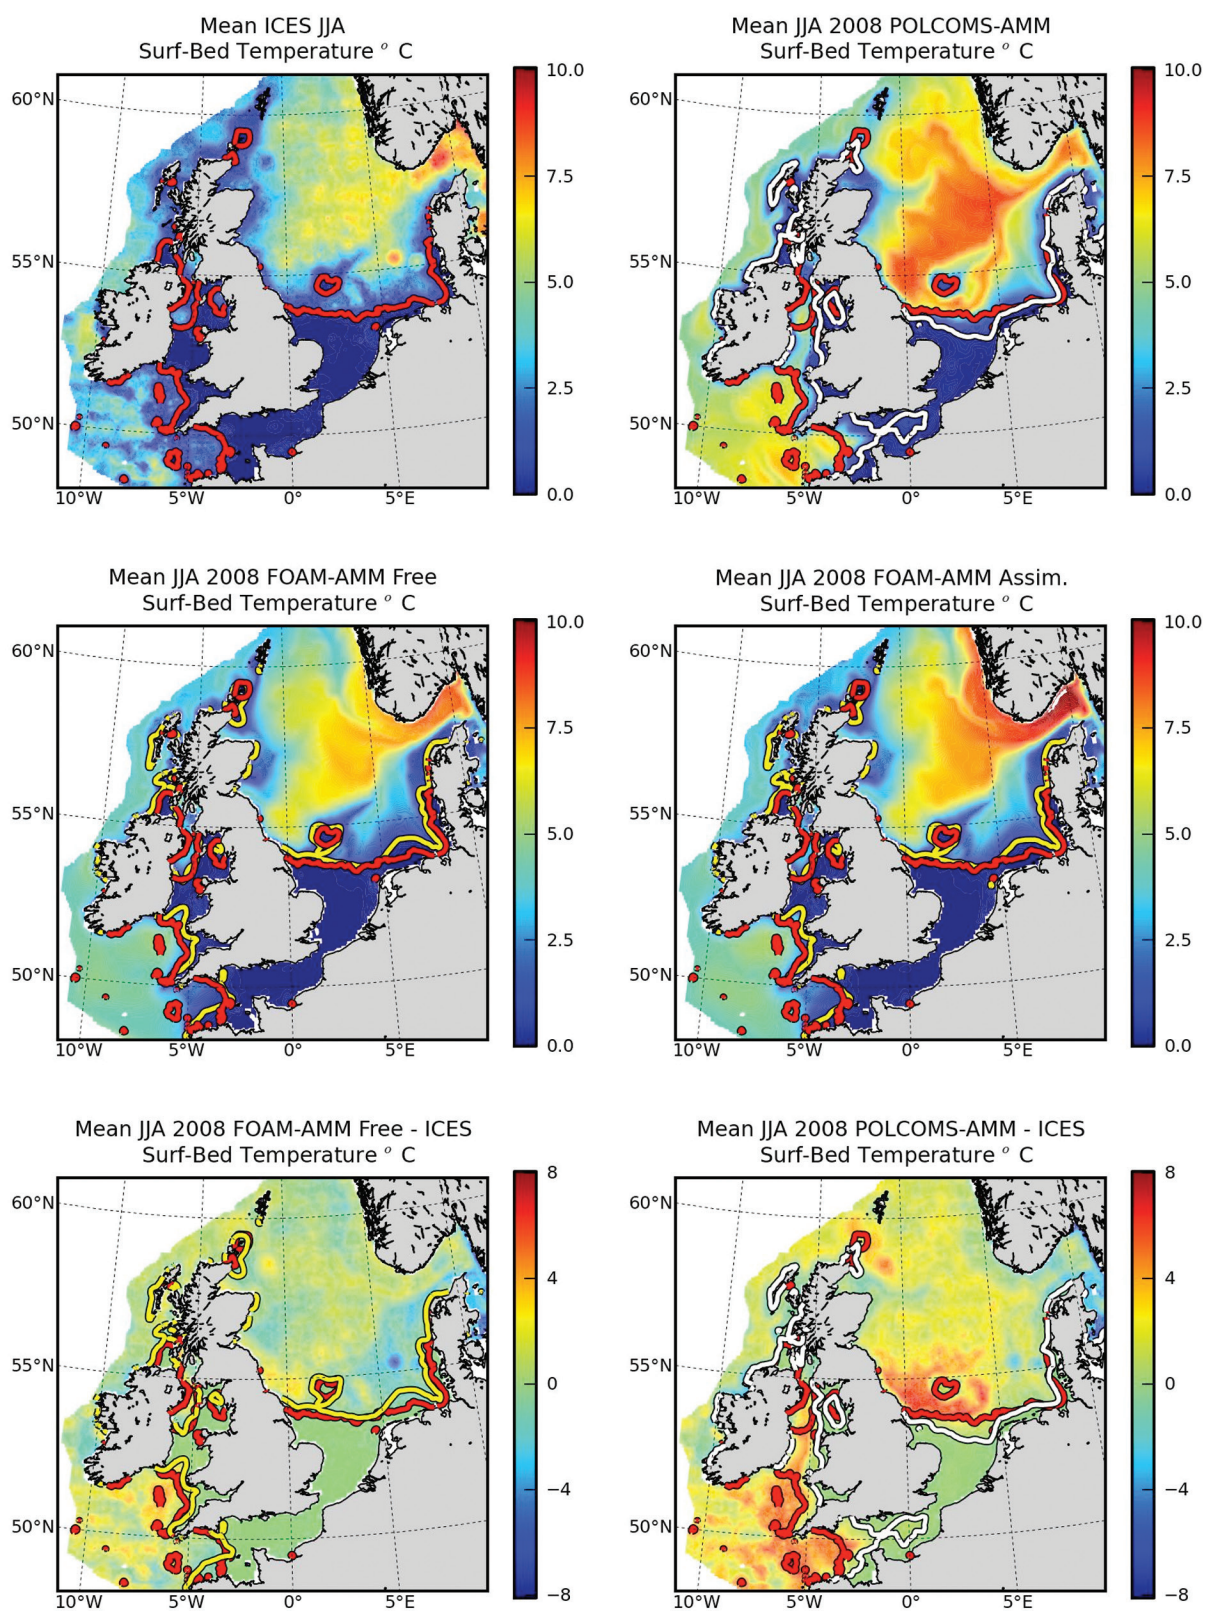 Mean ICES JJA
Surf-Bed Temperature ° C
60°N
55°N
50°N
10°W 5°W 0° 5°E
10.0
7.5
5.0
2.5
0.0
Mean JJA 2008 POLCOMS-AMM
Surf-Bed Temperature ° C
60°N
55°N
50°N
10°W 5°W 0° 5°E
10.0
7.5
5.0
2.5
0.0
Mean JJA 2008 FOAM-AMM Free
Surf-Bed Temperature ° C
60°N
55°N
50°N
10°W 5°W 0° 5°E
10.0
7.5
5.0
2.5
0.0
Mean JJA 2008 FOAM-AMM Assim.
Surf-Bed Temperature ° C
60°N
55°N
50°N
10°W 5°W 0° 5°E
10.0
7.5
5.0
2.5
0.0
Mean JJA 2008 FOAM-AMM Free - ICES
Surf-Bed Temperature ° C
60°N
55°N
50°N
10°W 5°W 0° 5°E
8
4
0
−4
−8
Mean JJA 2008 POLCOMS-AMM - ICES
Surf-Bed Temperature ° C
60°N
55°N
50°N
10°W 5°W 0° 5°E
8
4
0
−4
−8